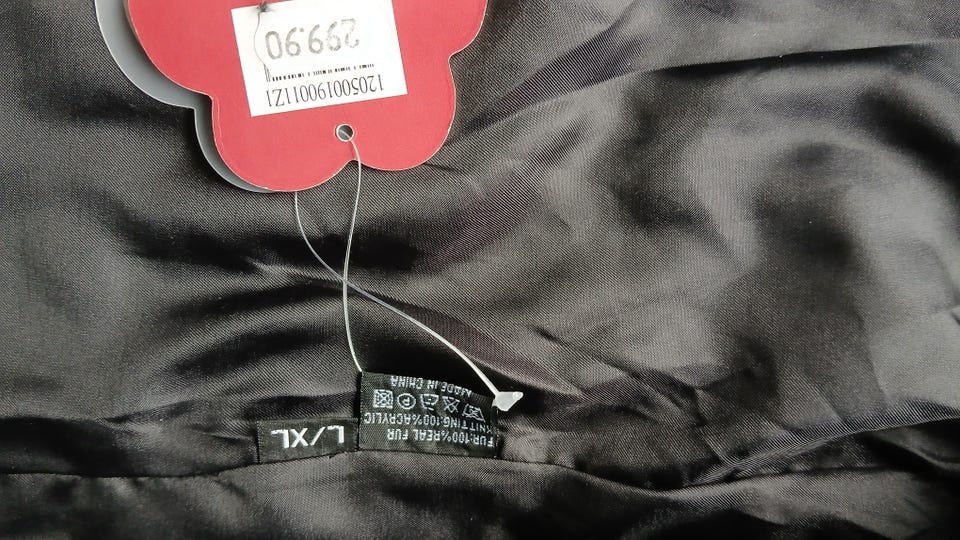 299.90
120500190011Z1
L/XL
FUR:100%REAL FUR
KNITTING:100%ACRYLIC
MADE IN CHINA